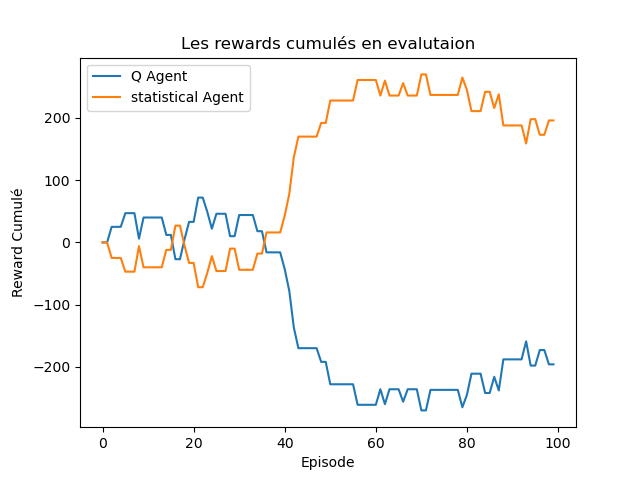 Les rewards cumulés en evalutaion
Q Agent
statistical Agent
Reward Cumulé
200
100
0
−100
−200
0 20 40 60 80 100
Episode